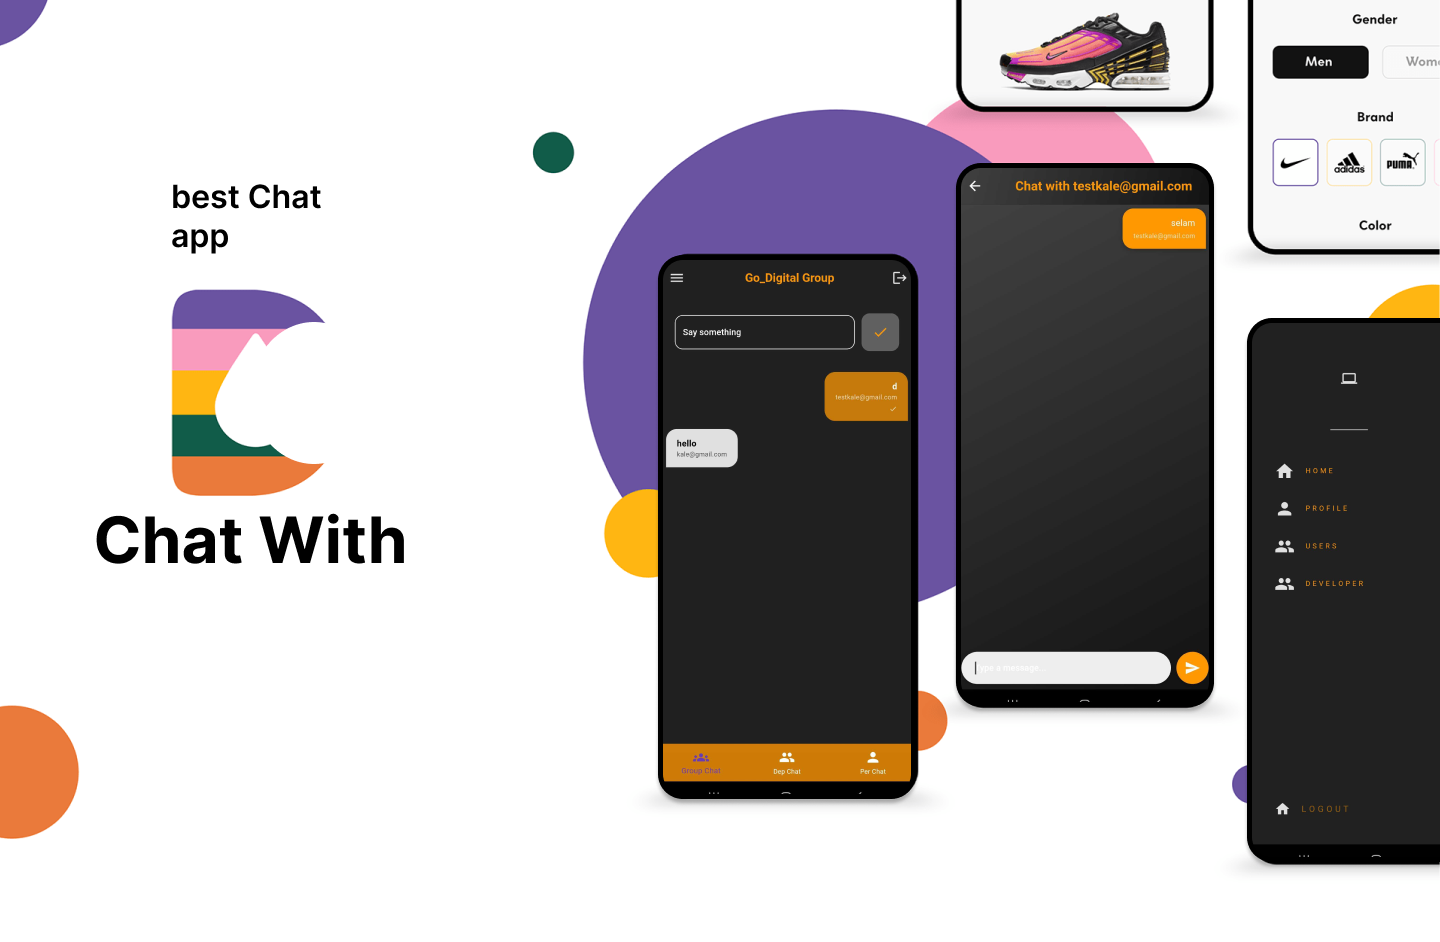 best Chat
app
Chat With
Go_Digital Group
Say something
d
testkale@gmail.com
hello
kale@gmail.com
Group Chat
Dep Chat
Per Chat
Chat with testkale@gmail.com
selam
testkale@gmail.com
ype a message...
Gender
Men
Wome
Brand
adidas
PUMA
Color
HOME
PROFILE
USERS
DEVELOPER
LOGOUT